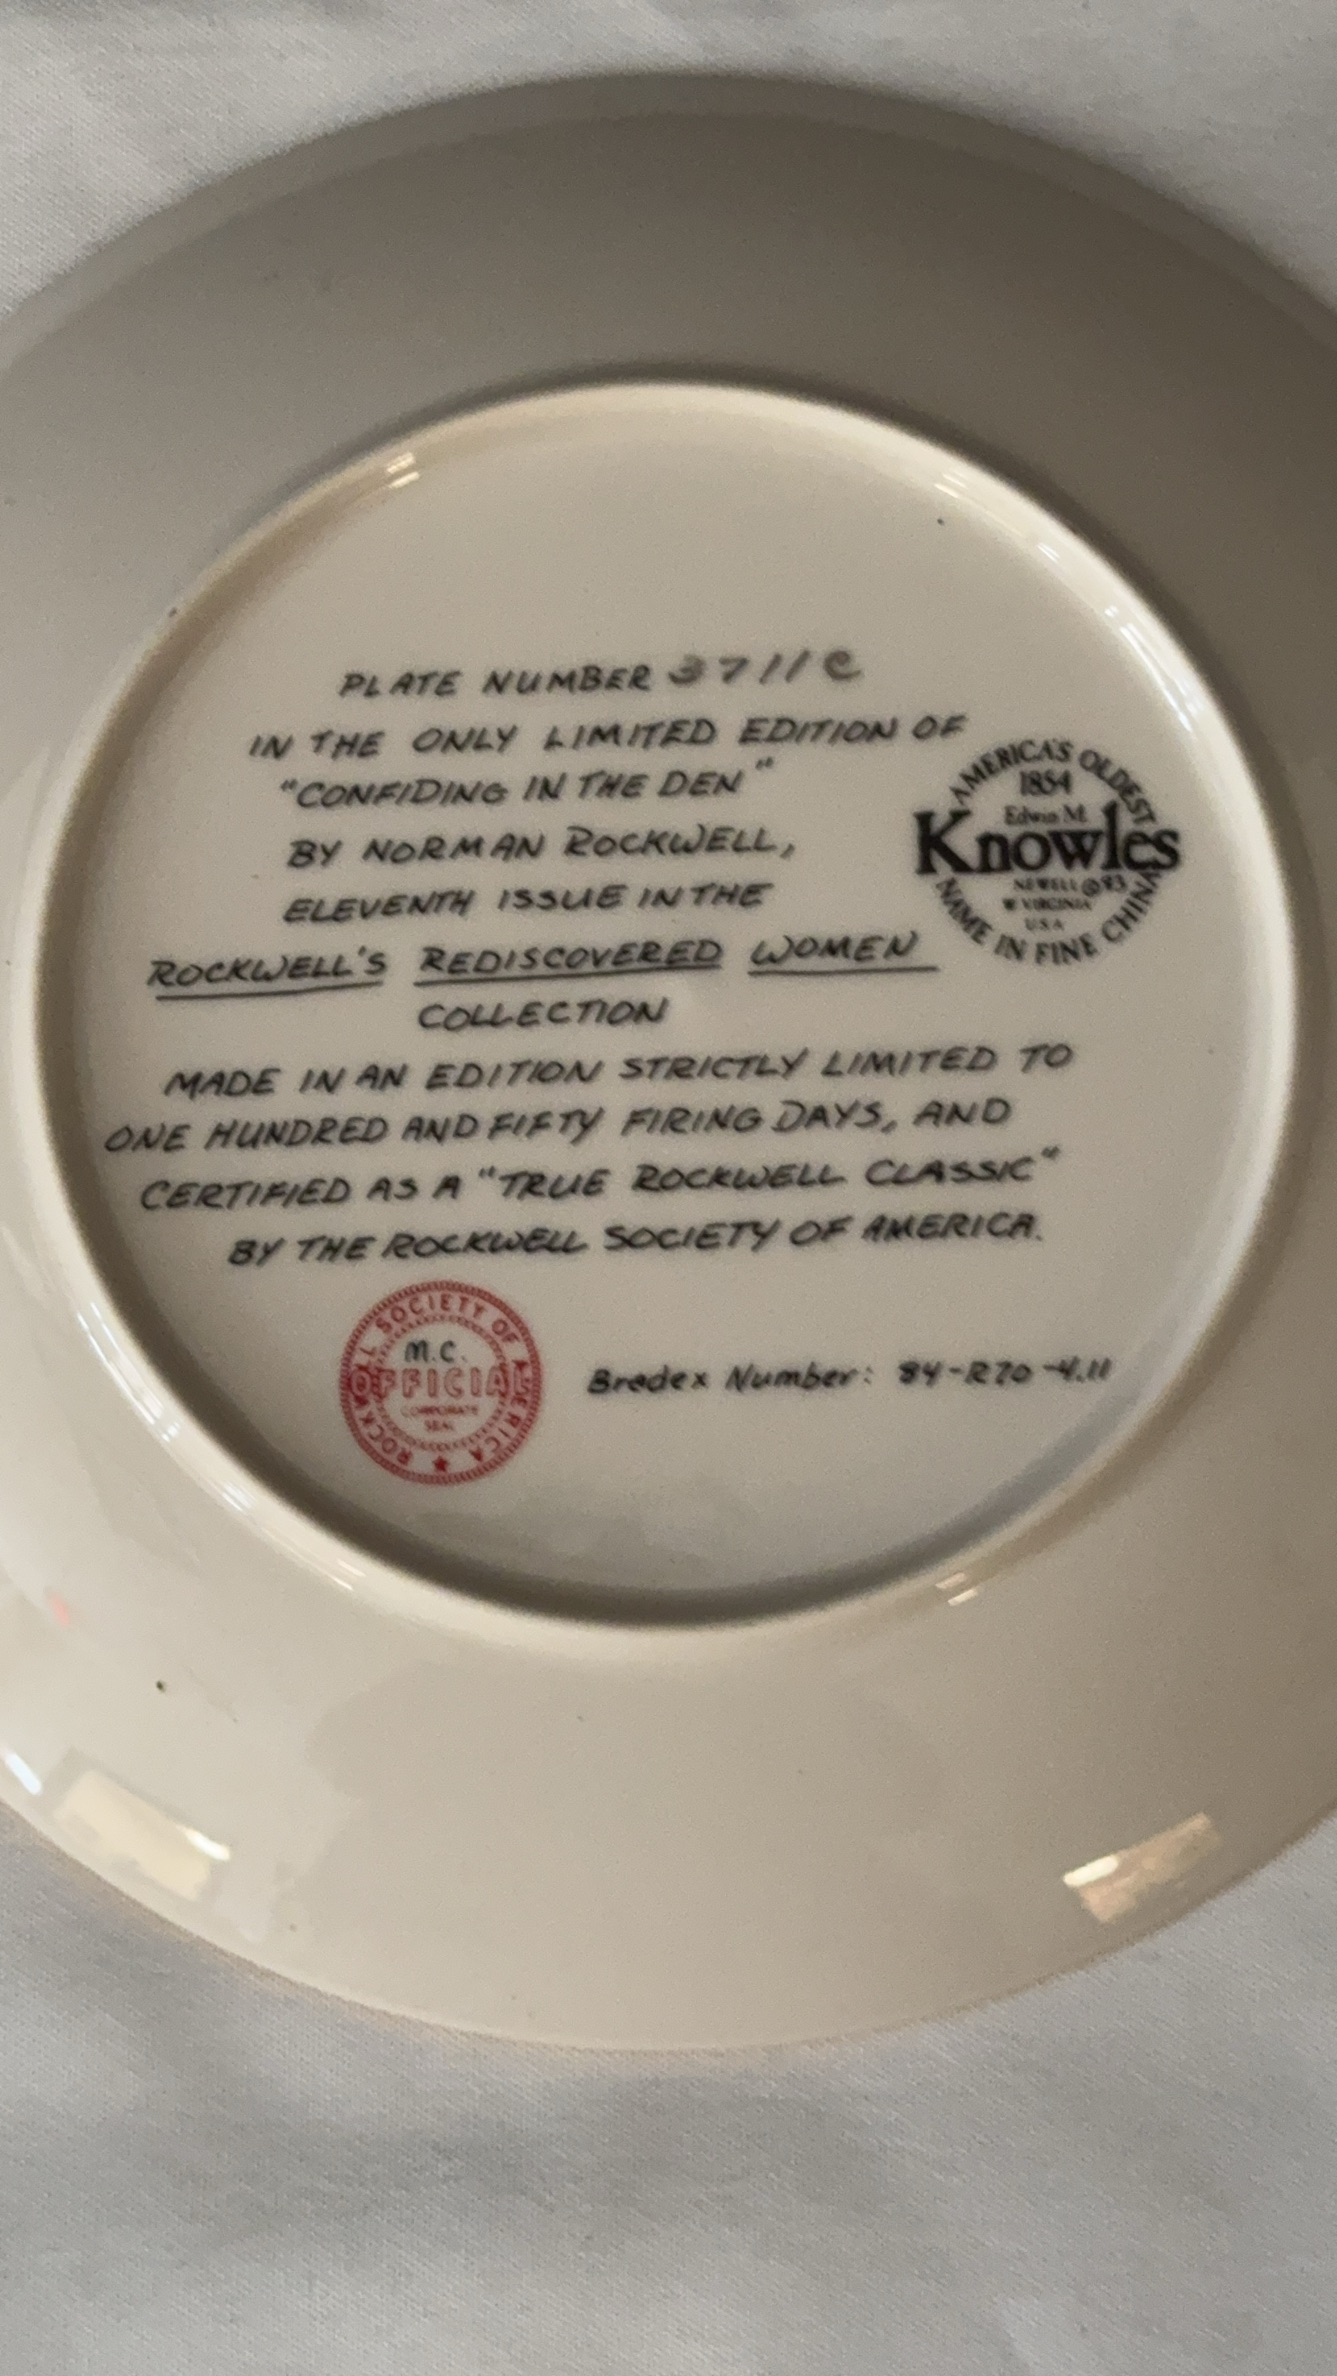 PLATE NUMBER 3711C
IN THE ONLY LIMITED EDITION OF
"CONFIDING IN THE DEN"
BY NORMAN ROCKWELL,
ELEVENTH ISSUE IN THE
ROCKWELL'S REDISCOVERED WOMEN
COLLECTION
MADE IN AN EDITION STRICTLY LIMITED TO
ONE HUNDRED AND FIFTY FIRING DAYS, AND
CERTIFIED AS A "TRUE ROCKWELL CLASSIC"
BY THE ROCKWELL SOCIETY OF AMERICA.
AMERICA'S OLDEST
1854
Edwin M.
Knowles
NEWELL © 83
W VIRGINIA
U.S.A
NAME IN FINE CHINA
ROCKWELL SOCIETY OF AMERICA
M.C.
OFFICIAL
CORPORATE
SEAL
Bradex Number: 84-R70-4.11